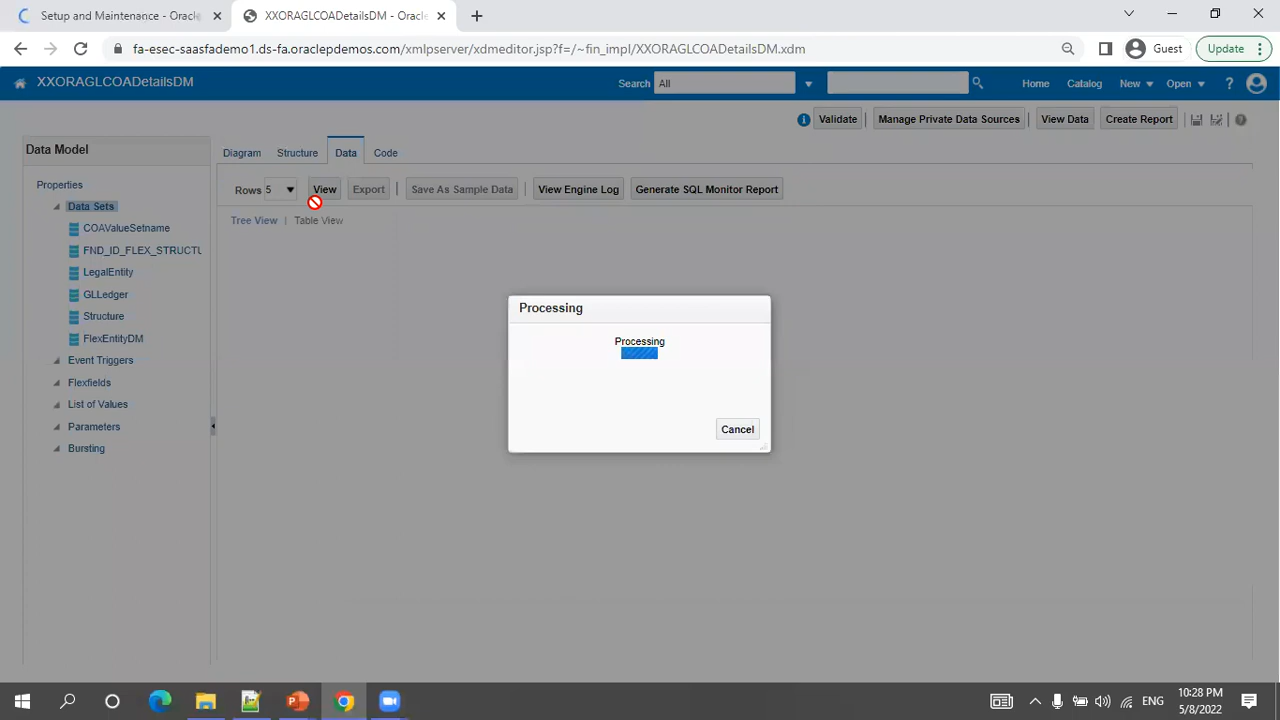 Setup and Maintenance - Oracle
XXORAGLCOADetailsDM - Oracle
fa-esec-saasfademo1.ds-fa.oraclepdemos.com/xmlpserver/xdmeditor.jsp?f=/~fin_impl/XXORAGLCOADetailsDM.xdm
Guest
Update
XXORAGLCOADetailsDM
Search
All
Home
Catalog
New
Open
?
Validate
Manage Private Data Sources
View Data
Create Report
Data Model
Diagram
Structure
Data
Code
Properties
Rows 5
View
Export
Save As Sample Data
View Engine Log
Generate SQL Monitor Report
Data Sets
Tree View | Table View
COAValueSetname
FND_ID_FLEX_STRUCTU
LegalEntity
GLLedger
Structure
FlexEntityDM
Event Triggers
Flexfields
List of Values
Parameters
Bursting
Processing
Processing
Cancel
ENG
10:28 PM
5/8/2022